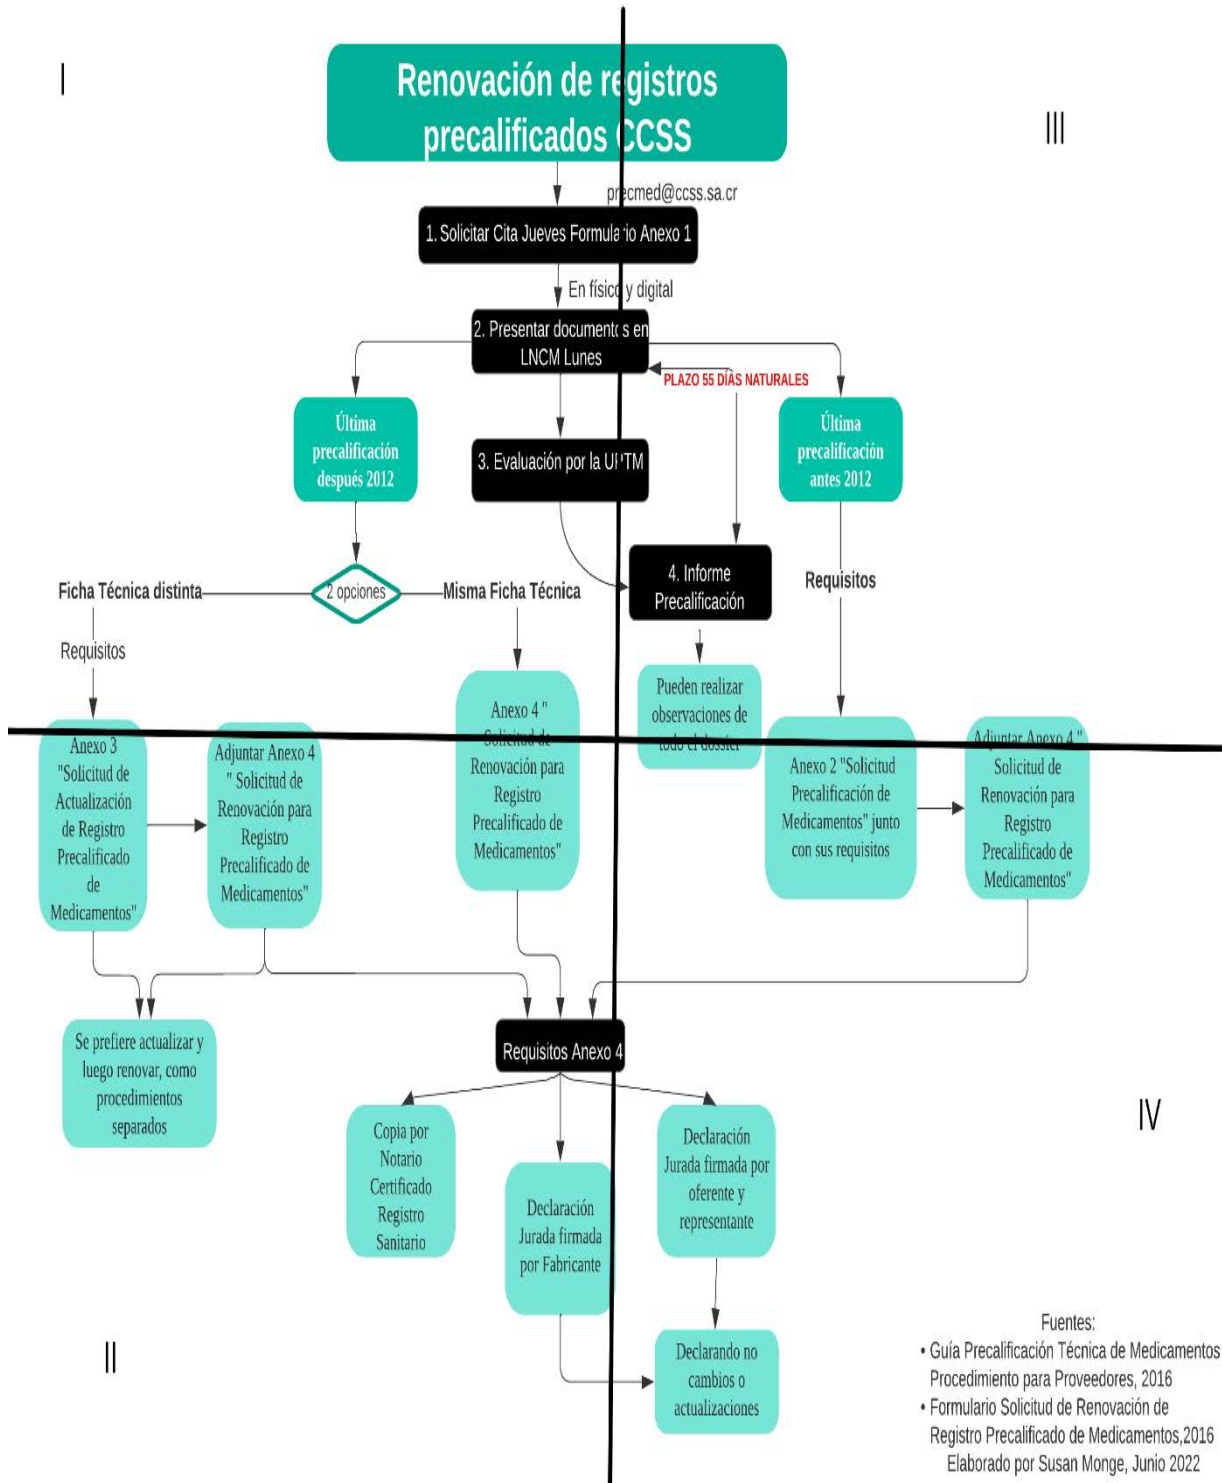 I
Renovación de registros
precalificados CCSS
III
precmed@ccss.sa.cr
1. Solicitar Cita Jueves Formulario Anexo 1
En físico y digital
2. Presentar documentos en
LNCM Lunes
PLAZO 55 DÍAS NATURALES
Última
precalificación
después 2012
3. Evaluación por la UPTM
Última
precalificación
antes 2012
4. Informe
Precalificación
Requisitos
Ficha Técnica distinta
2 opciones
Misma Ficha Técnica
Requisitos
Pueden realizar
observaciones de
todo el dossier
Anexo 3
"Solicitud de
Actualización
de Registro
Precalificado
de
Medicamentos"
Adjuntar Anexo 4
" Solicitud de
Renovación para
Registro
Precalificado de
Medicamentos"
Anexo 4 "
Solicitud de
Renovación para
Registro
Precalificado de
Medicamentos"
Anexo 2 "Solicitud
Precalificación de
Medicamentos" junto
con sus requisitos
Adjuntar Anexo 4 "
Solicitud de
Renovación para
Registro
Precalificado de
Medicamentos"
Se prefiere actualizar y
luego renovar, como
procedimientos
separados
Requisitos Anexo 4
Copia por
Notario
Certificado
Registro
Sanitario
Declaración
Jurada firmada
por Fabricante
Declaración
Jurada firmada por
oferente y
representante
IV
Declarando no
cambios o
actualizaciones
II
Fuentes:
• Guía Precalificación Técnica de Medicamentos
Procedimiento para Proveedores, 2016
• Formulario Solicitud de Renovación de
Registro Precalificado de Medicamentos,2016
Elaborado por Susan Monge, Junio 2022